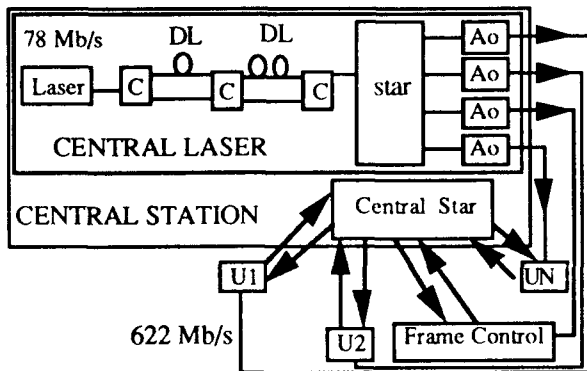 78 Mb/s
DL
DL
Laser
C
C
C
star
Ao
Ao
Ao
Ao
CENTRAL LASER
CENTRAL STATION
Central Star
U1
UN
622 Mb/s
U2
Frame Control